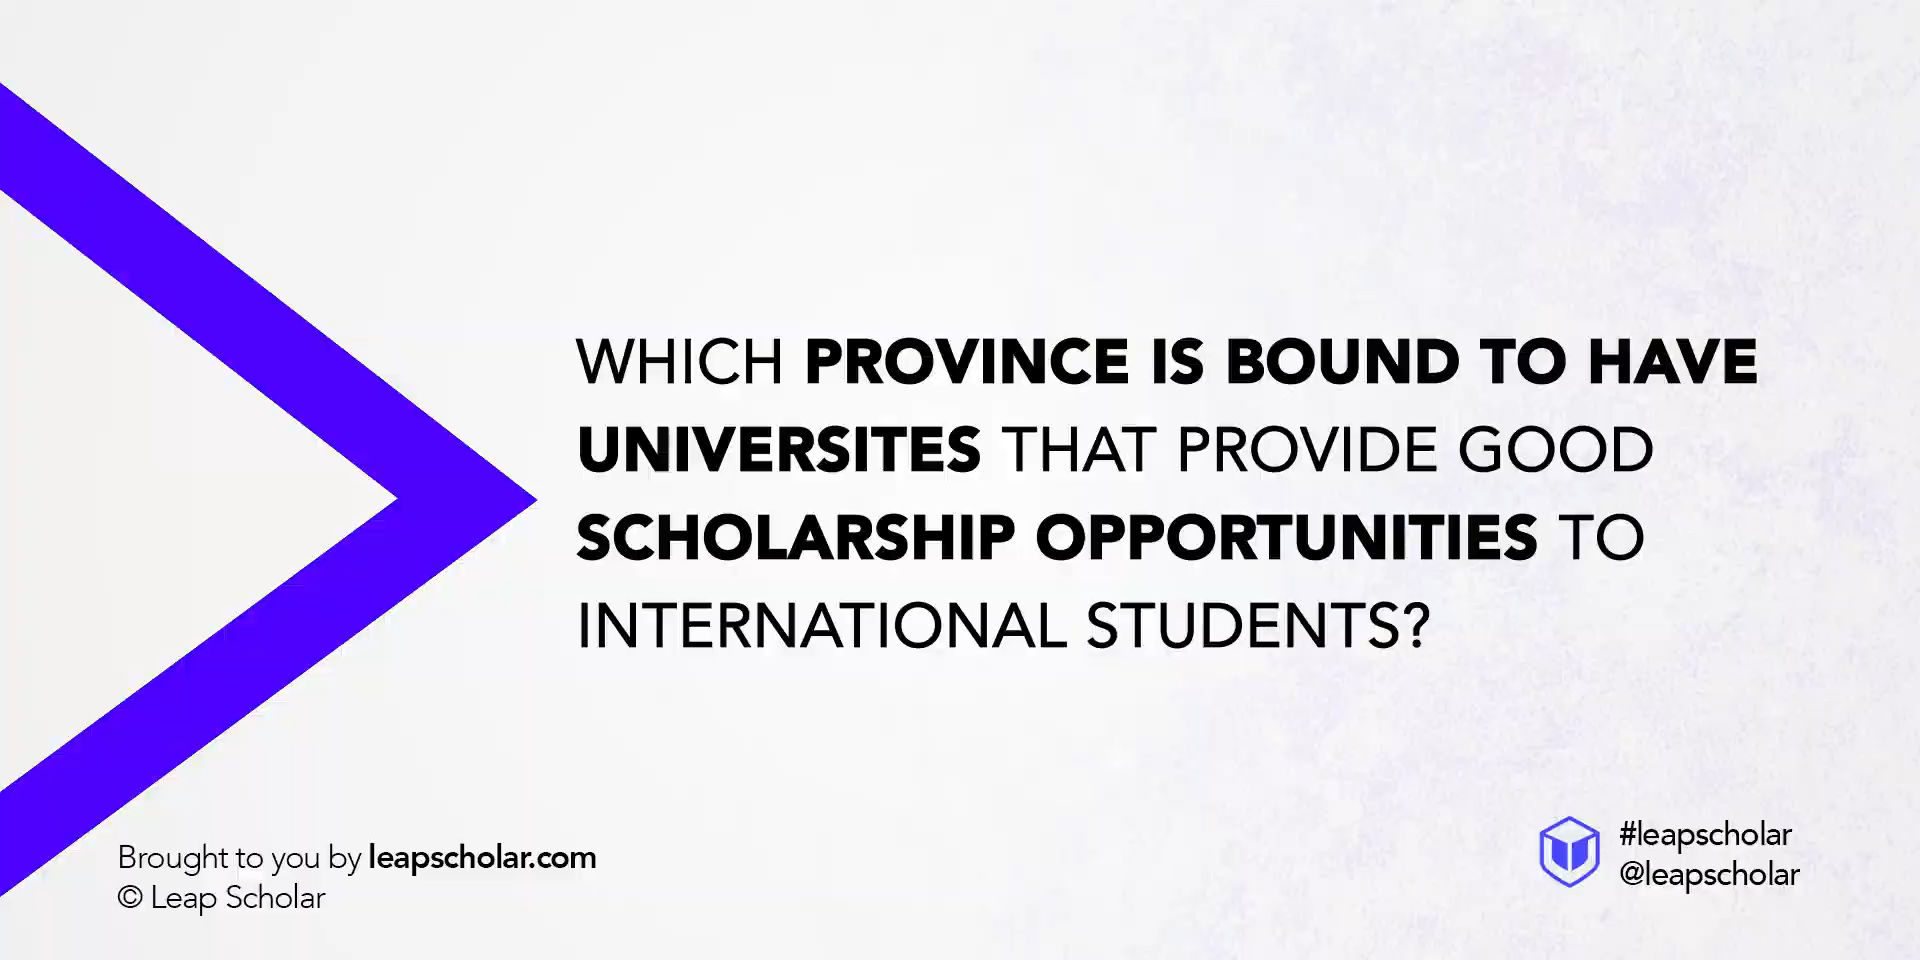 WHICH PROVINCE IS BOUND TO HAVE
UNIVERSITES THAT PROVIDE GOOD
SCHOLARSHIP OPPORTUNITIES TO
INTERNATIONAL STUDENTS?
Brought to you by leapscholar.com
© Leap Scholar
#leapscholar
@leapscholar